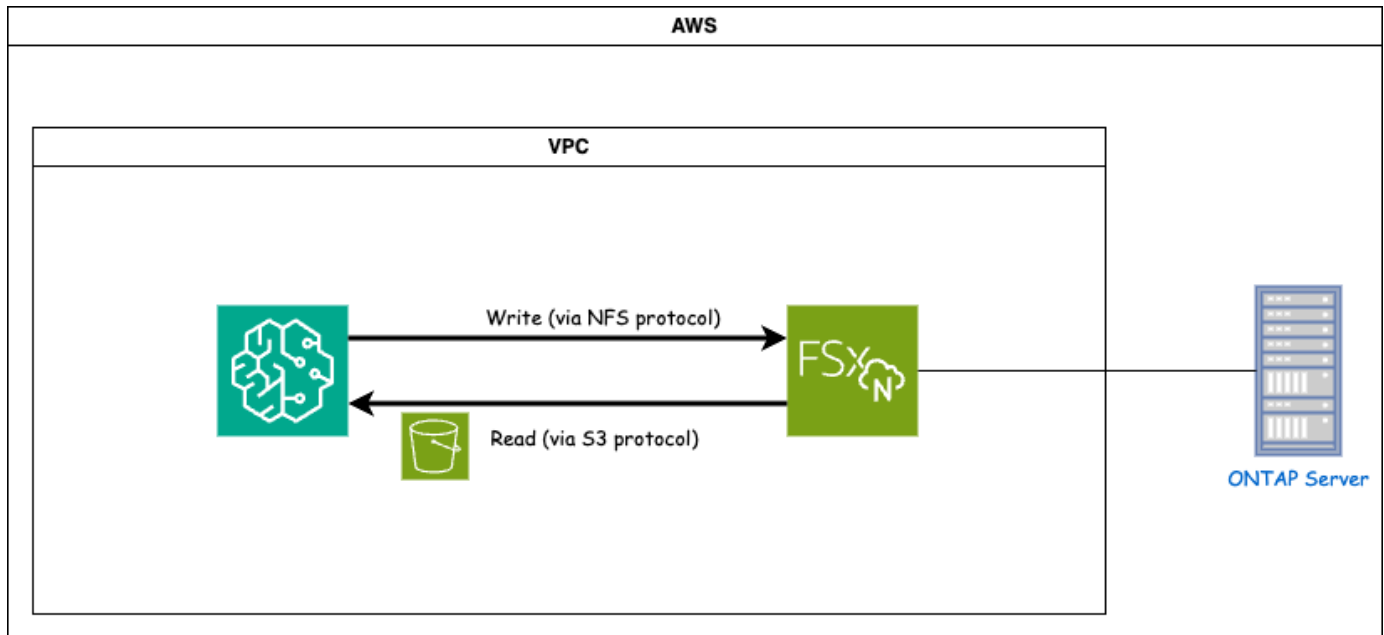 AWS
VPC
Write (via NFS protocol)
FSx
N
Read (via S3 protocol)
ONTAP Server